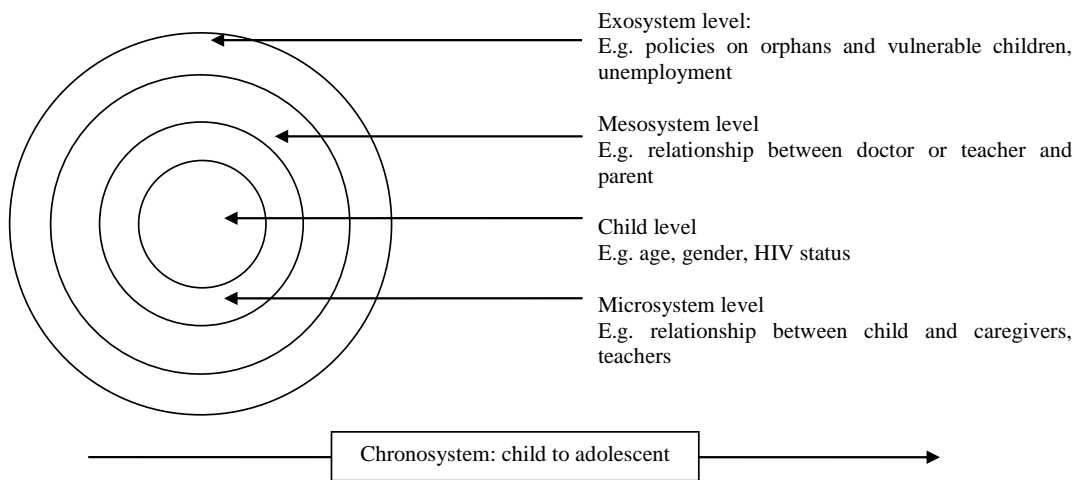 Exosystem level:
E.g. policies on orphans and vulnerable children,
unemployment
Mesosystem level
E.g. relationship between doctor or teacher and
parent
Child level
E.g. age, gender, HIV status
Microsystem level
E.g. relationship between child and caregivers,
teachers
Chronosystem: child to adolescent